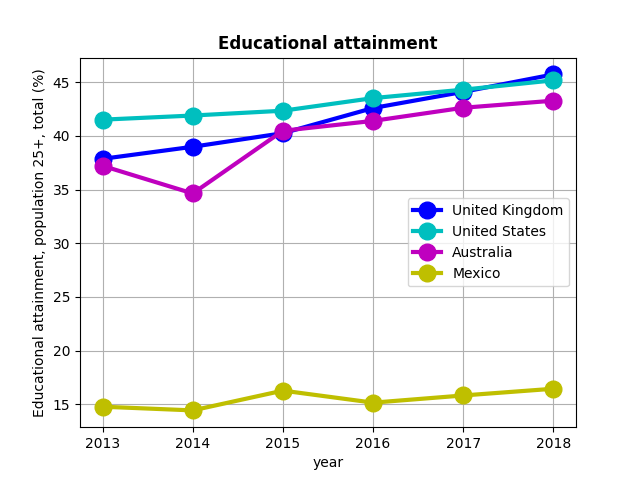 Educational attainment
Educational attainment, population 25+, total (%)
45
40
35
30
25
20
15
United Kingdom
United States
Australia
Mexico
2013 2014 2015 2016 2017 2018
year